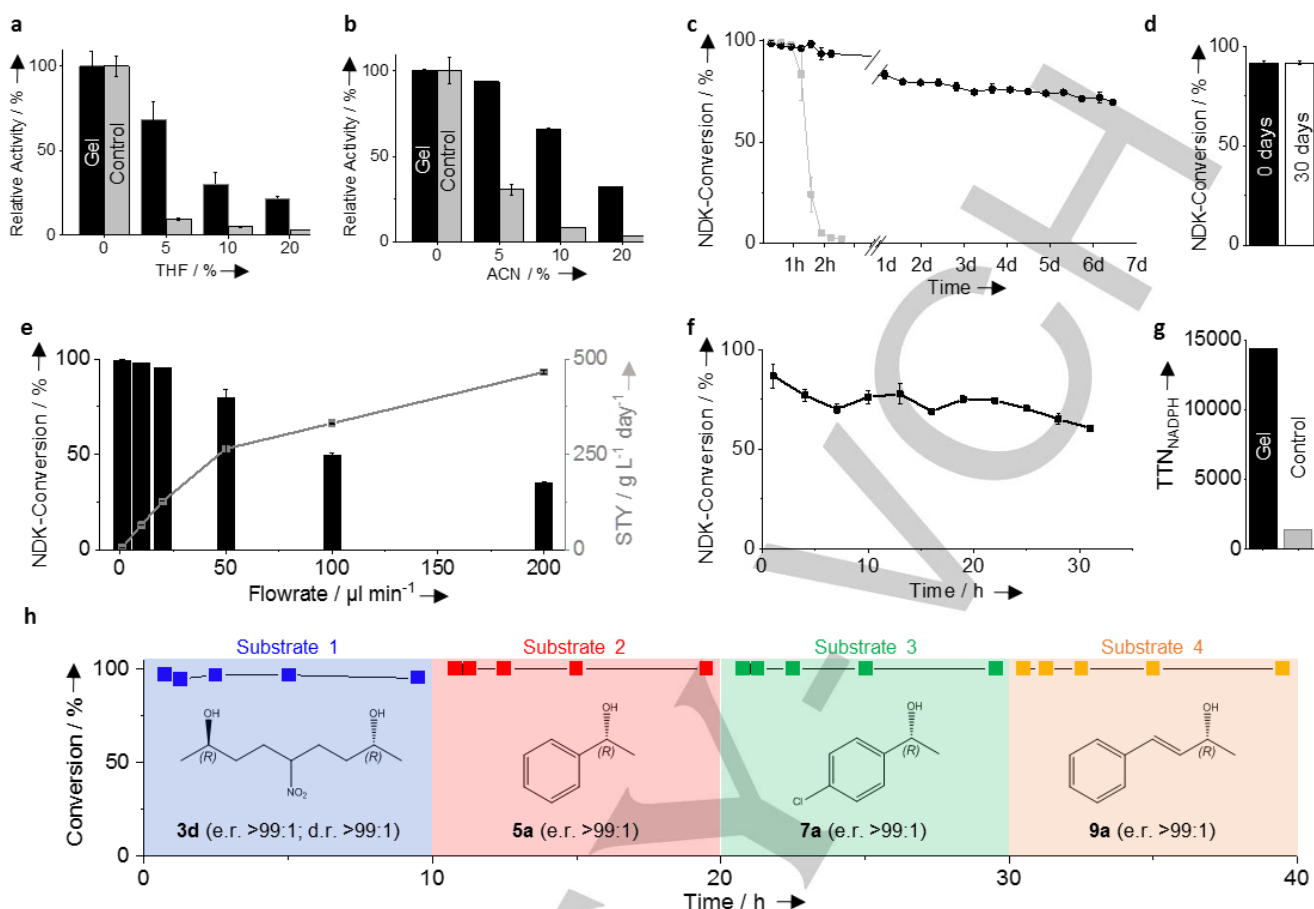 a
Relative Activity / %
100
50
0
Gel
Control
0 5 10 20
THF / %
b
Relative Activity / %
100
50
0
Gel
Control
0 5 10 20
ACN / %
c
NDK-Conversion / %
100
50
0
1h 2h 1d 2d 3d 4d 5d 6d 7d
Time
d
NDK-Conversion / %
100
50
0
0 days
30 days
e
NDK-Conversion / %
100
50
0
0 50 100 150 200
Flowrate / µl min⁻¹
500
250
0
STY / g L⁻¹ day⁻¹
f
NDK-Conversion / %
100
50
0
0 10 20 30
Time / h
g
TTN NADPH
15000
10000
5000
0
Gel
Control
h
Conversion / %
100
50
0
Substrate 1 Substrate 2 Substrate 3 Substrate 4
OH OH OH OH OH
(R) (R) (R) (R) (R)
NO₂ Cl
3d (e.r. >99:1; d.r. >99:1) 5a (e.r. >99:1) 7a (e.r. >99:1) 9a (e.r. >99:1)
0 10 20 30 40
Time / h
VCH
Y-